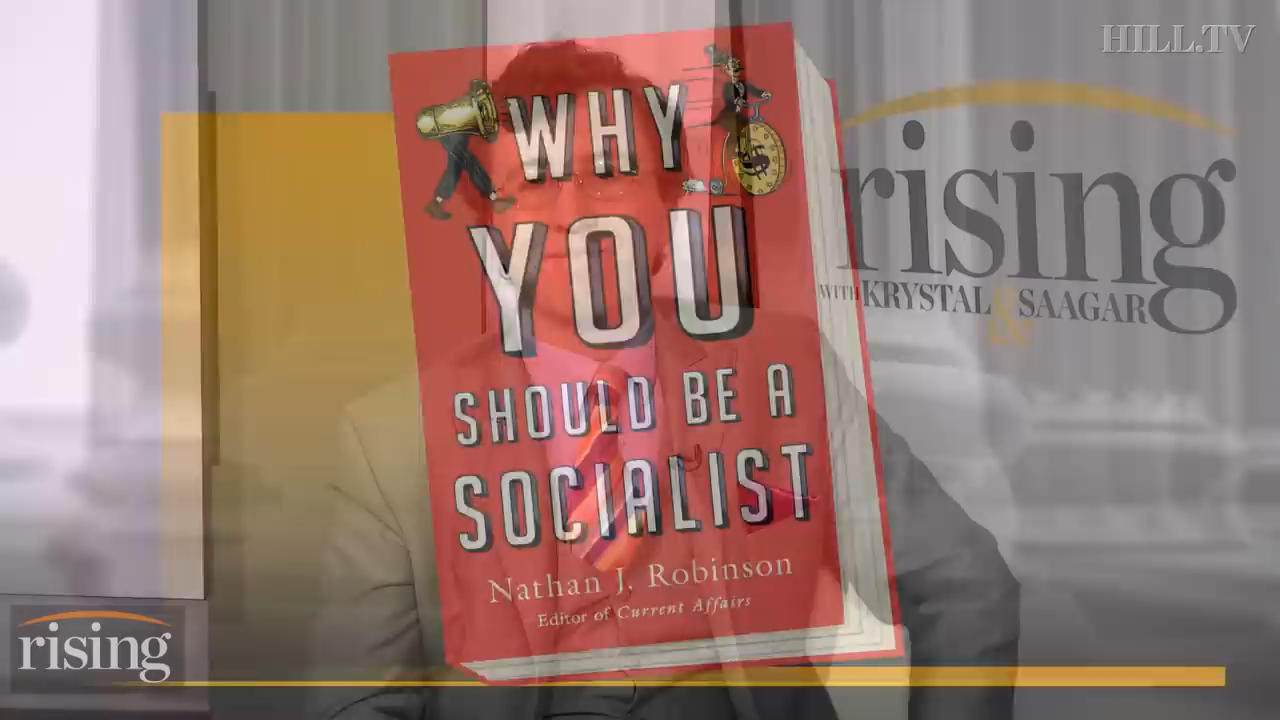 HILL.TV
WHY
YOU
SHOULD BE A
SOCIALIST
Nathan J. Robinson
Editor of Current Affairs
rising
WITH KRYSTAL & SAAGAR
rising